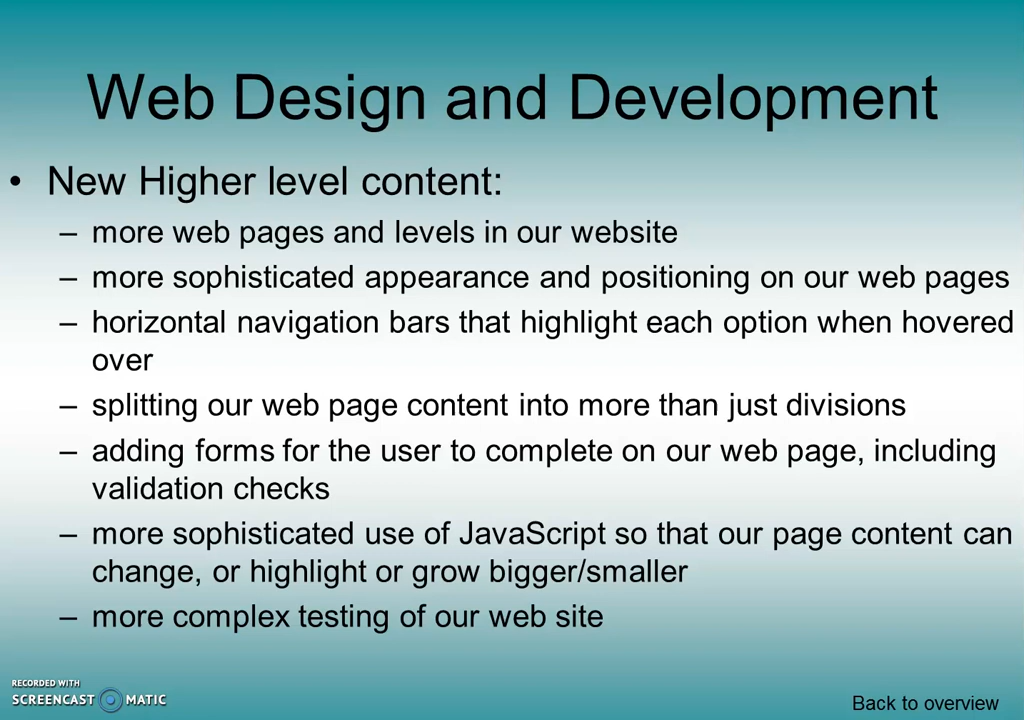 Web Design and Development
• New Higher level content:
– more web pages and levels in our website
– more sophisticated appearance and positioning on our web pages
– horizontal navigation bars that highlight each option when hovered
over
– splitting our web page content into more than just divisions
– adding forms for the user to complete on our web page, including
validation checks
– more sophisticated use of JavaScript so that our page content can
change, or highlight or grow bigger/smaller
– more complex testing of our web site
RECORDED WITH
SCREENCAST MATIC
Back to overview